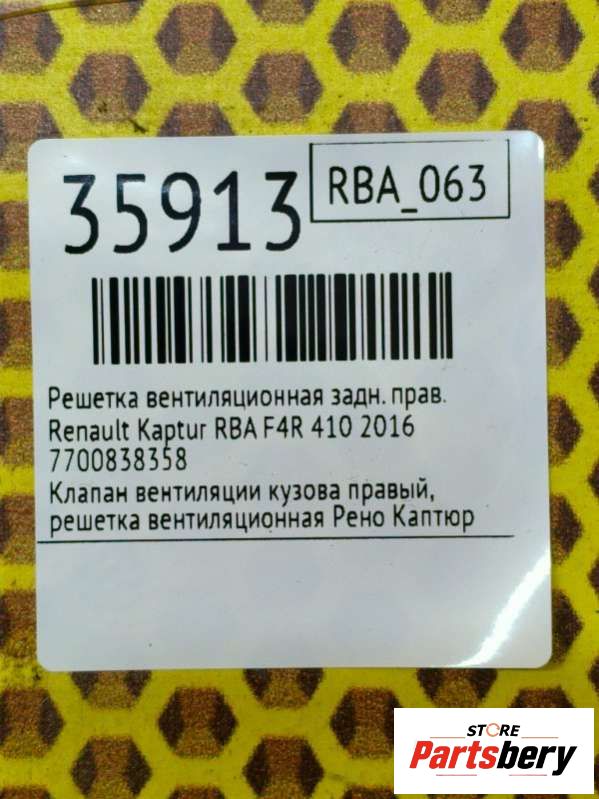 35913
RBA_063
Решетка вентиляционная задн. прав.
Renault Kaptur RBA F4R 410 2016
7700838358
Клапан вентиляции кузова правый,
решетка вентиляционная Рено Каптюр
STORE
Partsbery